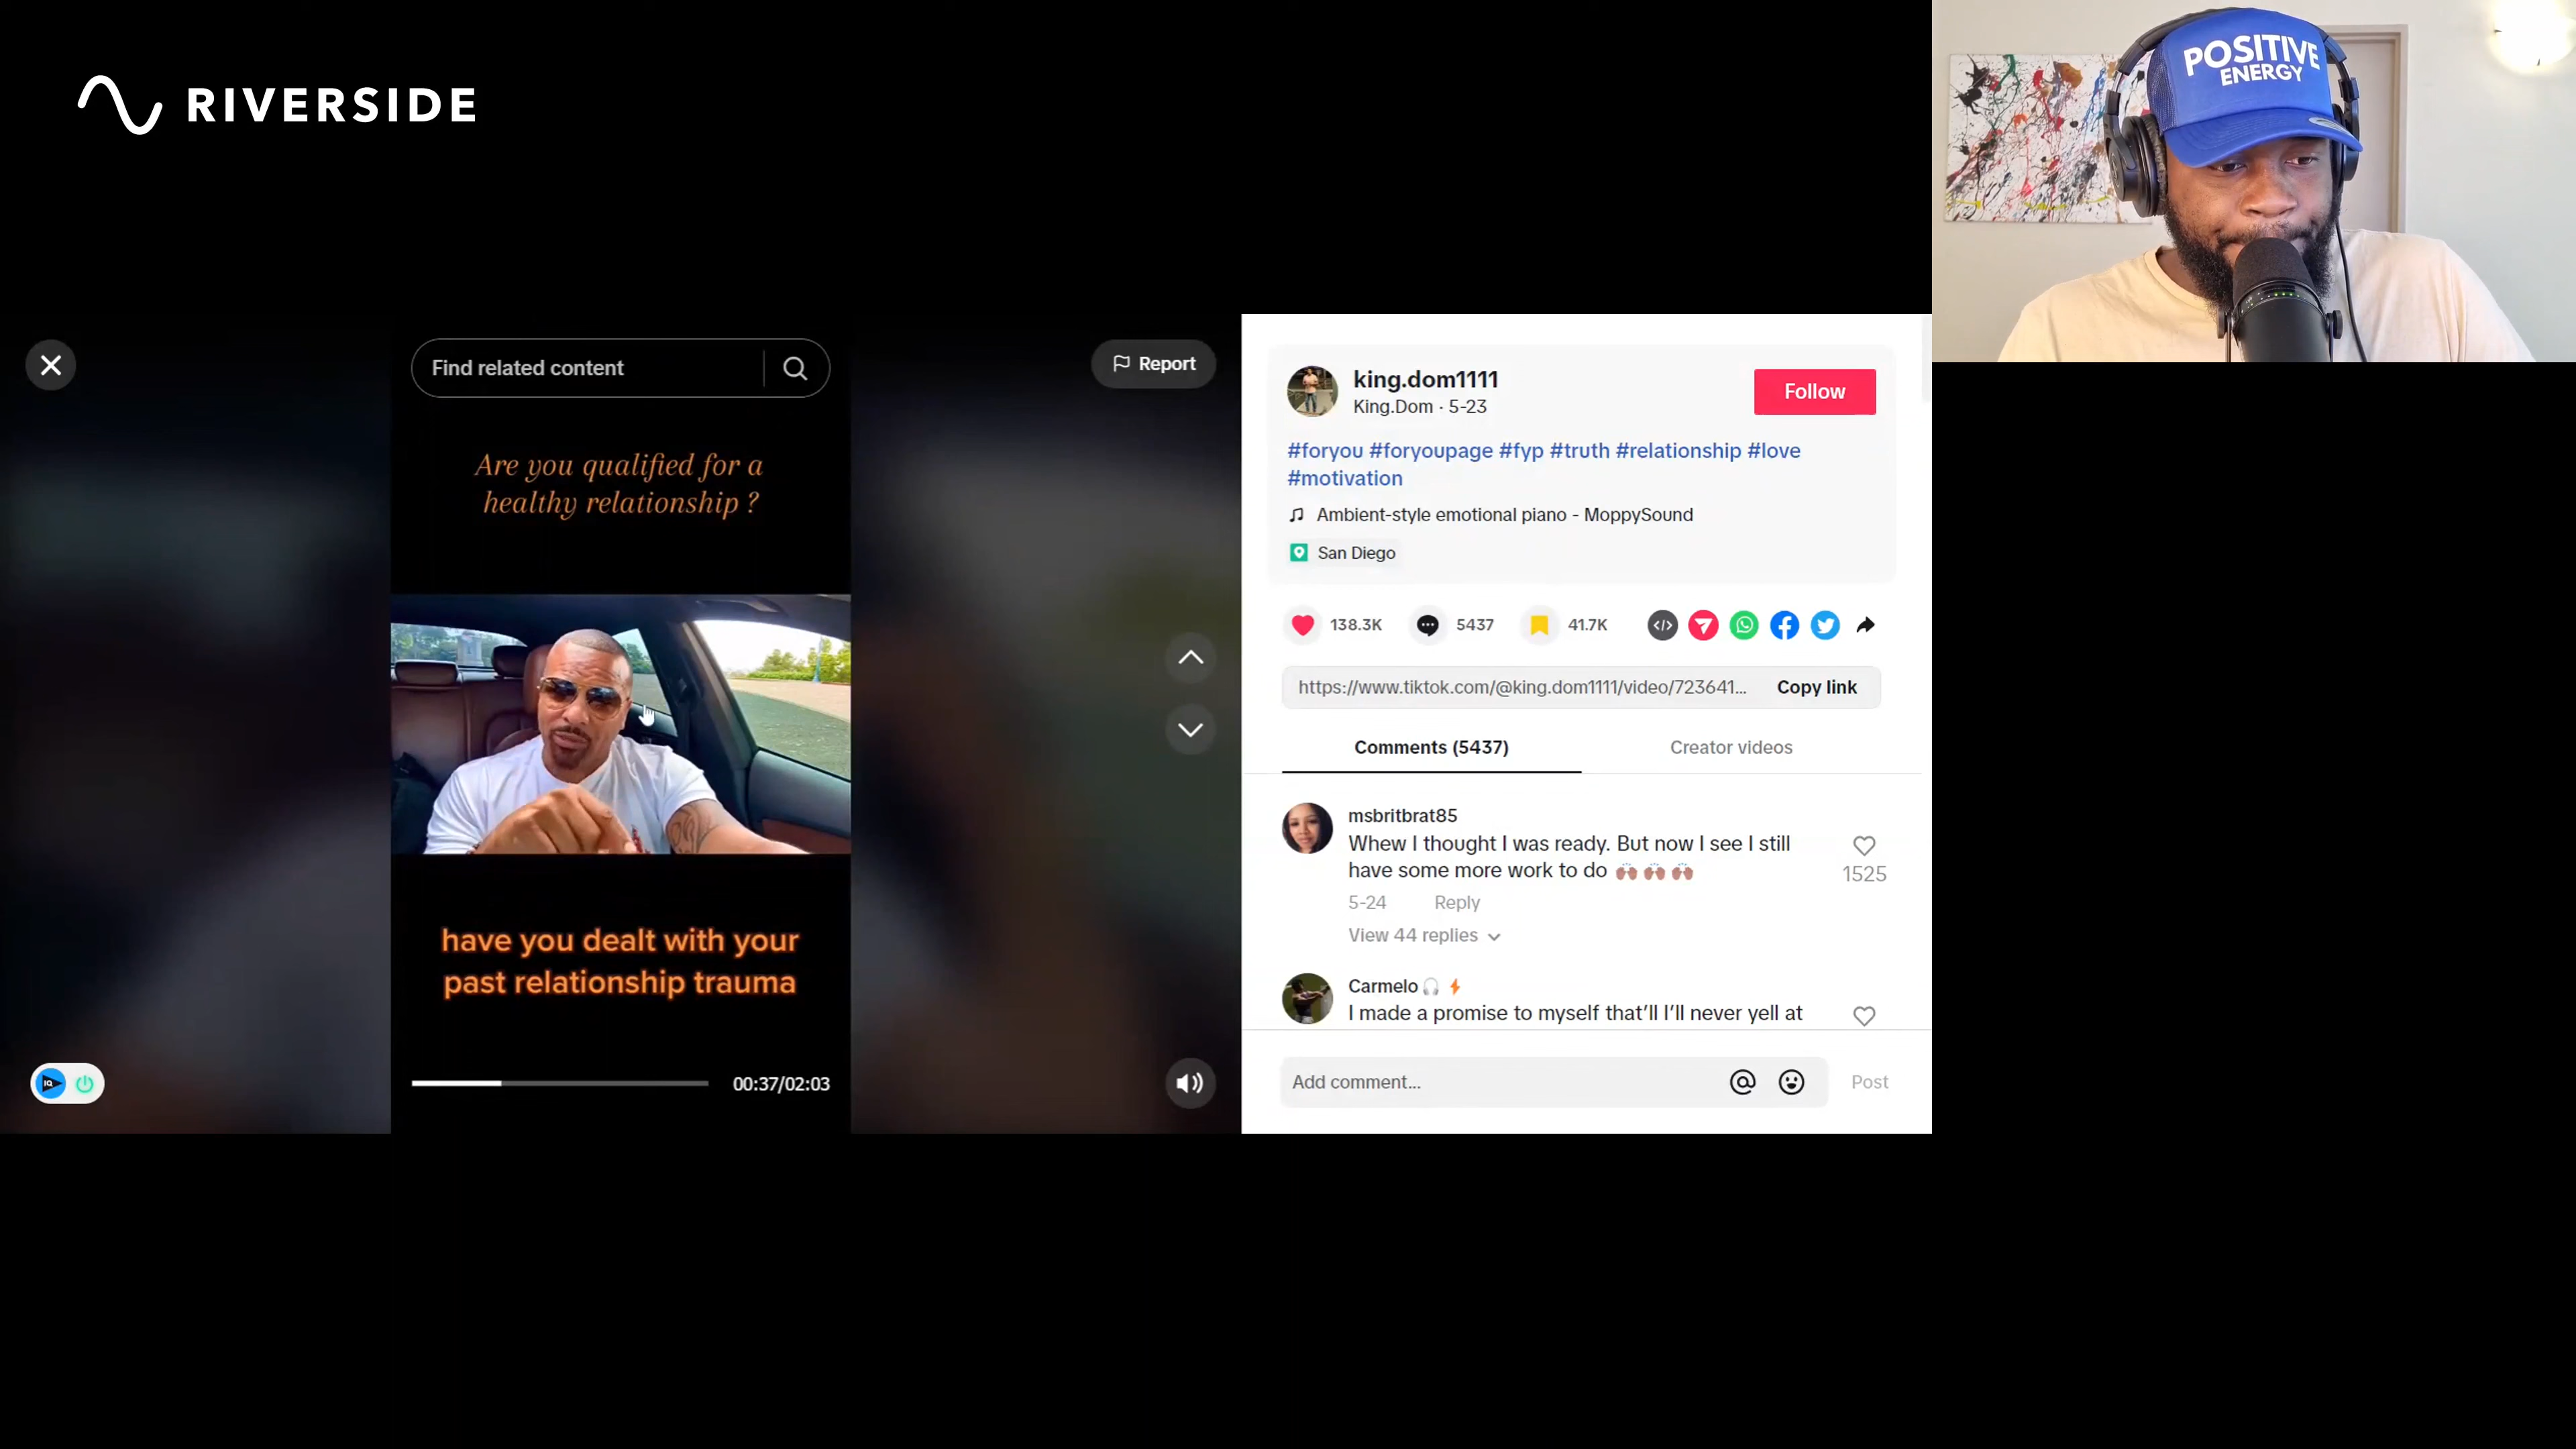 RIVERSIDE
POSITIVE
ENERGY
Find related content
Report
Are you qualified for a
healthy relationship ?
have you dealt with your
past relationship trauma
IQ
00:37/02:03
king.dom1111
King.Dom · 5-23
Follow
#foryou #foryoupage #fyp #truth #relationship #love
#motivation
Ambient-style emotional piano - MoppySound
San Diego
138.3K
5437
41.7K
https://www.tiktok.com/@king.dom1111/video/723641...
Copy link
Comments (5437)
Creator videos
msbritbrat85
Whew I thought I was ready. But now I see I still
have some more work to do 🙌🏽 🙌🏽 🙌🏽
1525
5-24
Reply
View 44 replies
Carmelo🎧⚡
I made a promise to myself that’ll I’ll never yell at
Add comment...
Post